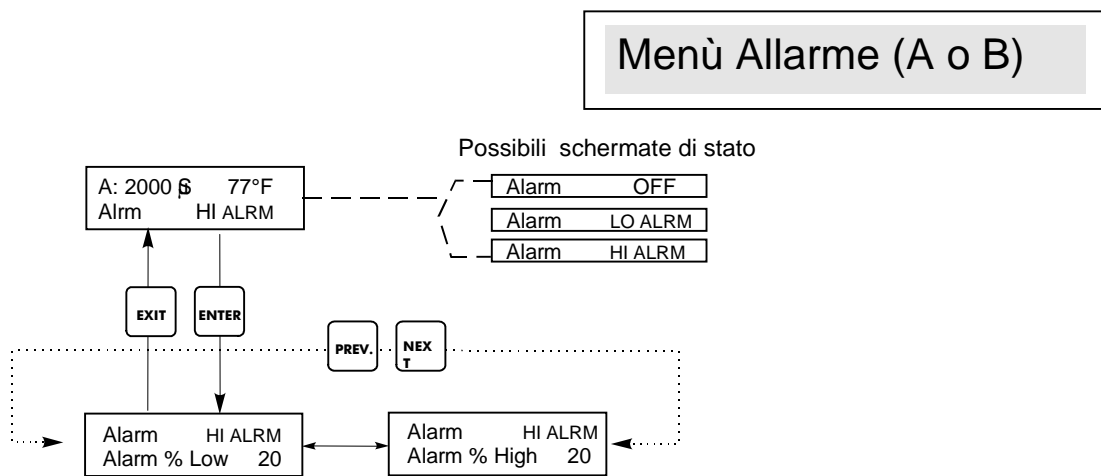 Menù Allarme (A o B)
Possibili schermate di stato
A: 2000 µS 77°F
Alrm HI ALRM
Alarm OFF
Alarm LO ALRM
Alarm HI ALRM
EXIT
ENTER
PREV.
NEX
T
Alarm HI ALRM
Alarm % Low 20
Alarm HI ALRM
Alarm % High 20